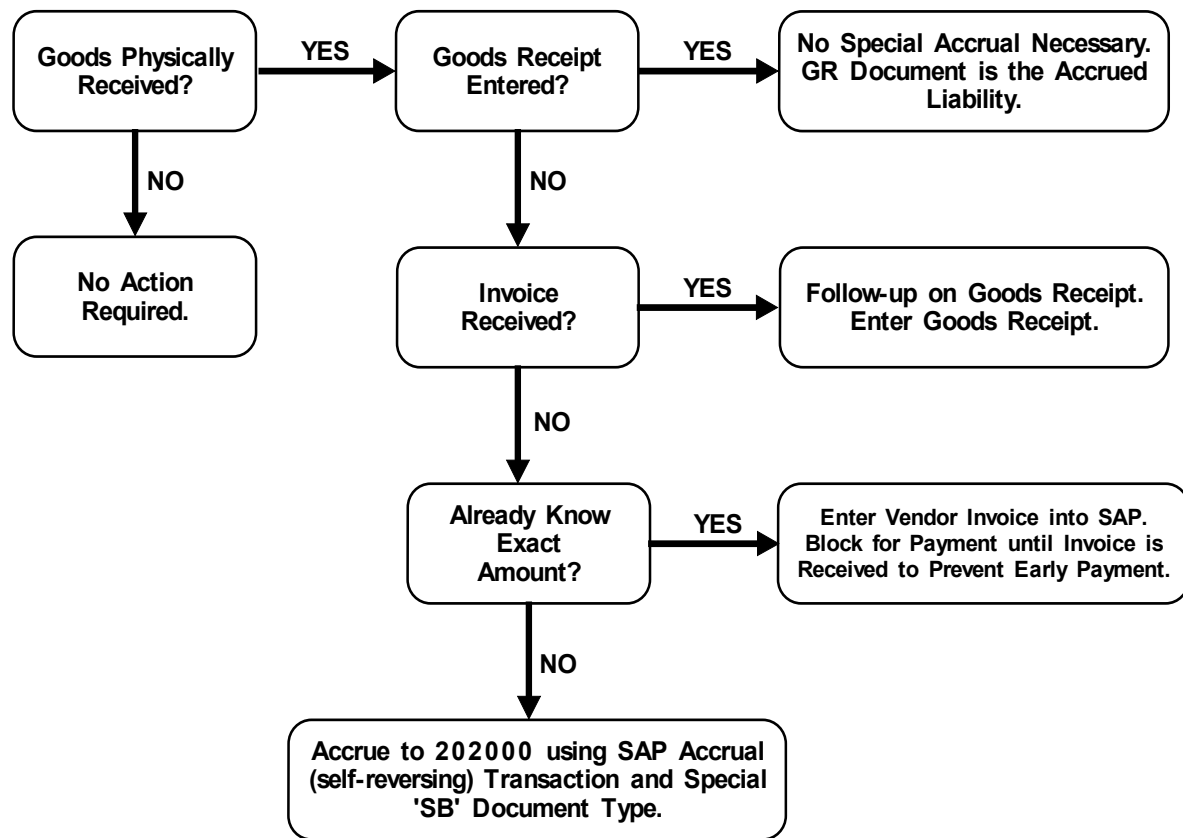 Goods Physically
Received?
YES
Goods Receipt
Entered?
YES
No Special Accrual Necessary.
GR Document is the Accrued
Liability.
NO
NO
No Action
Required.
Invoice
Received?
YES
Follow-up on Goods Receipt.
Enter Goods Receipt.
NO
Already Know
Exact
Amount?
YES
Enter Vendor Invoice into SAP.
Block for Payment until Invoice is
Received to Prevent Early Payment.
NO
Accrue to 202000 using SAP Accrual
(self-reversing) Transaction and Special
'SB' Document Type.